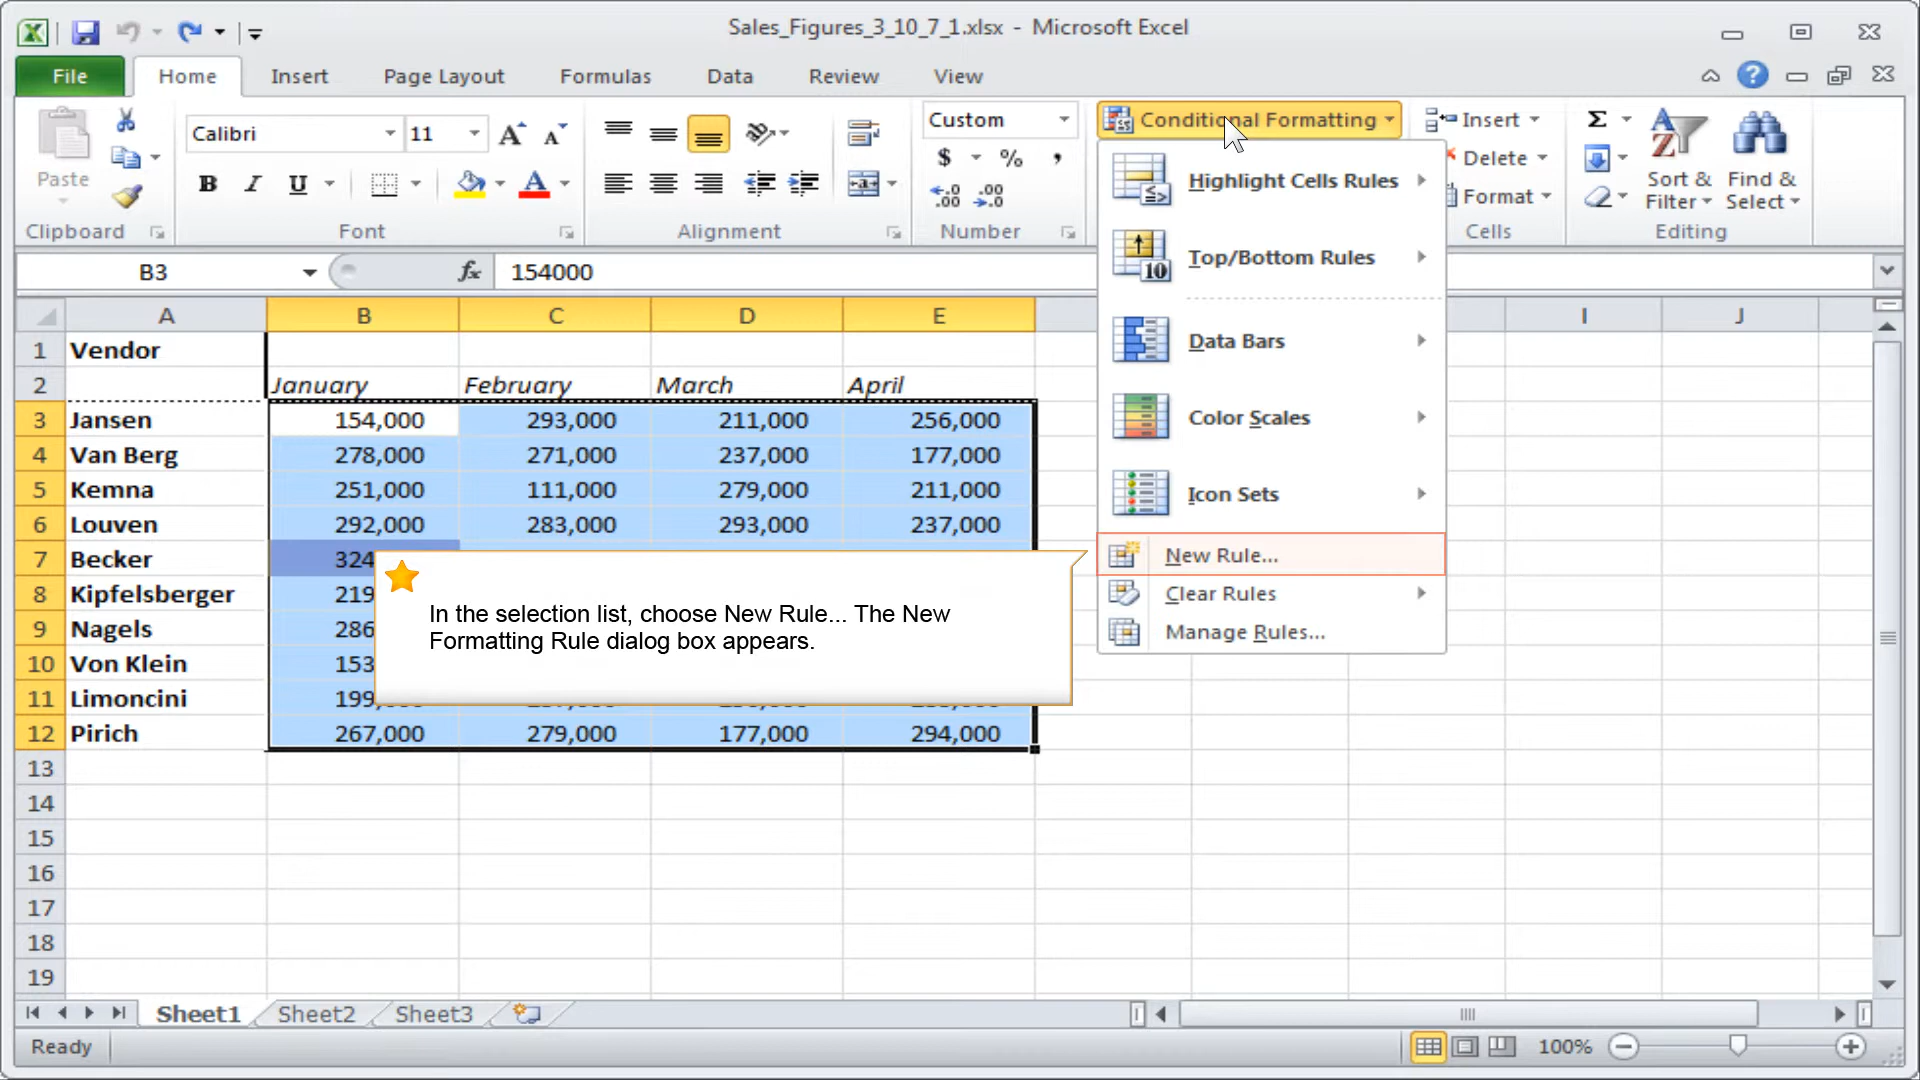 Sales_Figures_3_10_7_1.xlsx - Microsoft Excel
File Home Insert Page Layout Formulas Data Review View
Paste
Clipboard
Calibri 11
B I U
Font
Alignment
Custom
$ % ,
Number
Conditional Formatting
Highlight Cells Rules
Top/Bottom Rules
Data Bars
Color Scales
Icon Sets
New Rule...
Clear Rules
Manage Rules...
Insert
Delete
Format
Cells
Sort & Filter
Find & Select
Editing
B3 fx 154000
A B C D E I J
1 Vendor
2 January February March April
3 Jansen 154,000 293,000 211,000 256,000
4 Van Berg 278,000 271,000 237,000 177,000
5 Kemna 251,000 111,000 279,000 211,000
6 Louven 292,000 283,000 293,000 237,000
7 Becker 324
8 Kipfelsberger 219
9 Nagels 286
10 Von Klein 153
11 Limoncini 199
12 Pirich 267,000 279,000 177,000 294,000
13
14
15
16
17
18
19
In the selection list, choose New Rule... The New
Formatting Rule dialog box appears.
Sheet1 Sheet2 Sheet3
Ready 100%